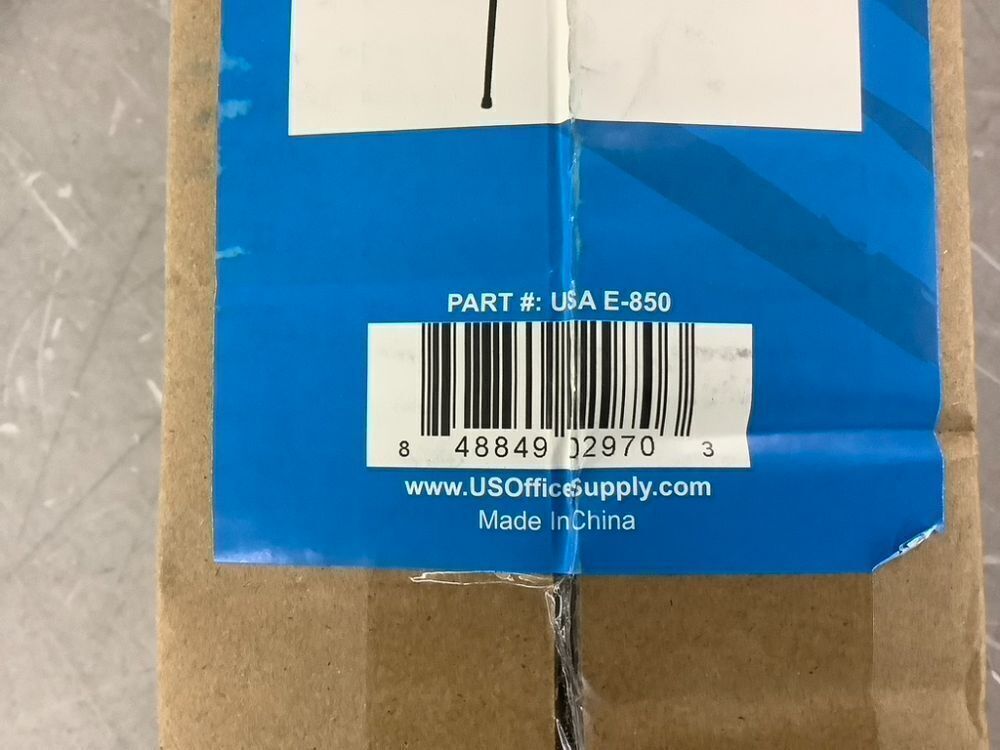 PART #: USA E-850
8 48849 02970 3
www.USOfficeSupply.com
Made InChina